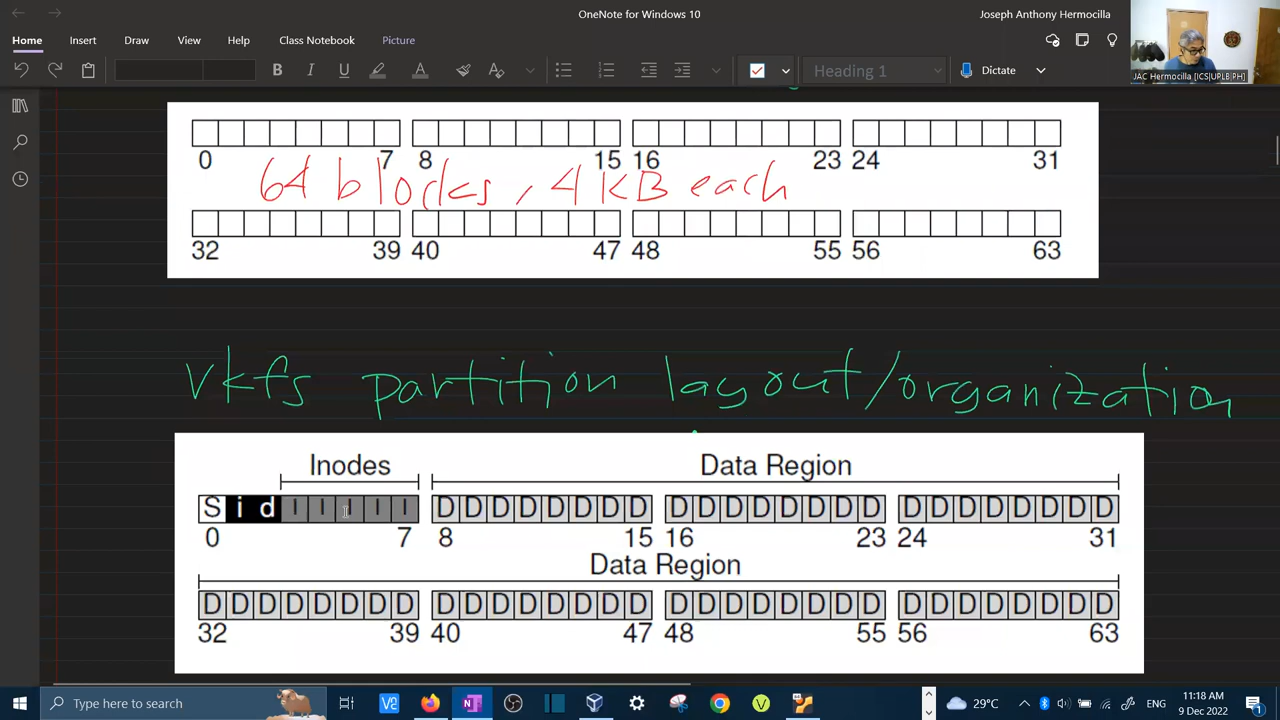 OneNote for Windows 10
Joseph Anthony Hermocilla
Home Insert Draw View Help Class Notebook Picture
B I U A Heading 1 Dictate
JAC Hermocilla [ICS|UPLB PH]
0 7 8 15 16 23 24 31
64 blocks, 4 KB each
32 39 40 47 48 55 56 63
vkfs partition layout/organization
Inodes Data Region
S i d I I I I I D D D D D D D D D D D D D D D D D D D D D D D D
0 7 8 15 16 23 24 31
Data Region
D D D D D D D D D D D D D D D D D D D D D D D D D D D D D D D D
32 39 40 47 48 55 56 63
Type here to search
29°C ENG 11:18 AM
9 Dec 2022